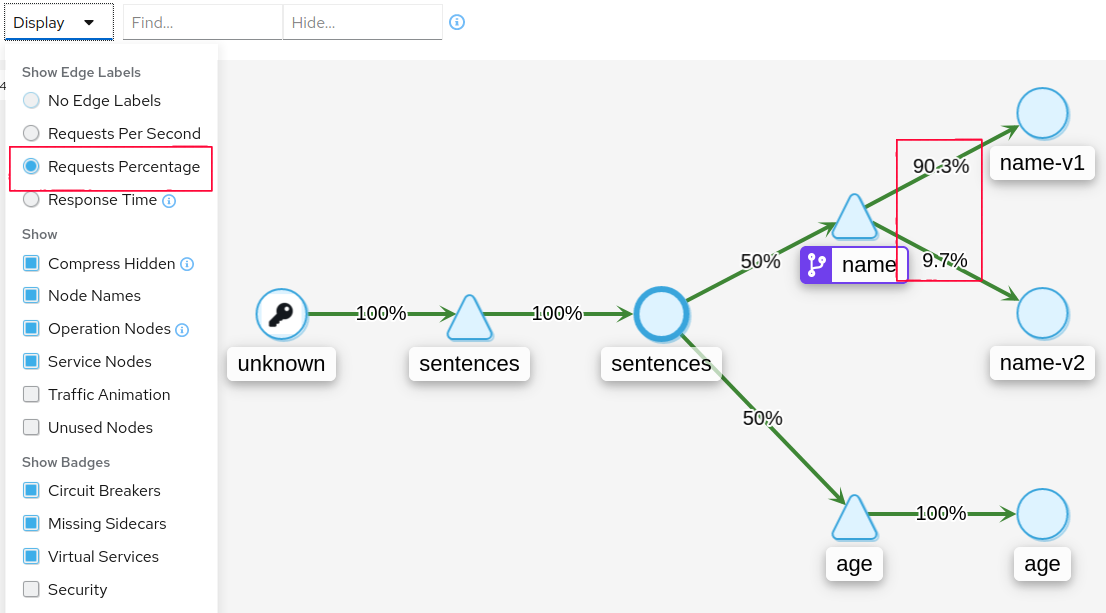 Display
Find...
Hide...
4
Show Edge Labels
No Edge Labels
Requests Per Second
Requests Percentage
Response Time
Show
Compress Hidden
Node Names
Operation Nodes
Service Nodes
Traffic Animation
Unused Nodes
Show Badges
Circuit Breakers
Missing Sidecars
Virtual Services
Security
90.3%
name-v1
50%
name
9.7%
100%
100%
unknown
sentences
sentences
name-v2
50%
100%
age
age